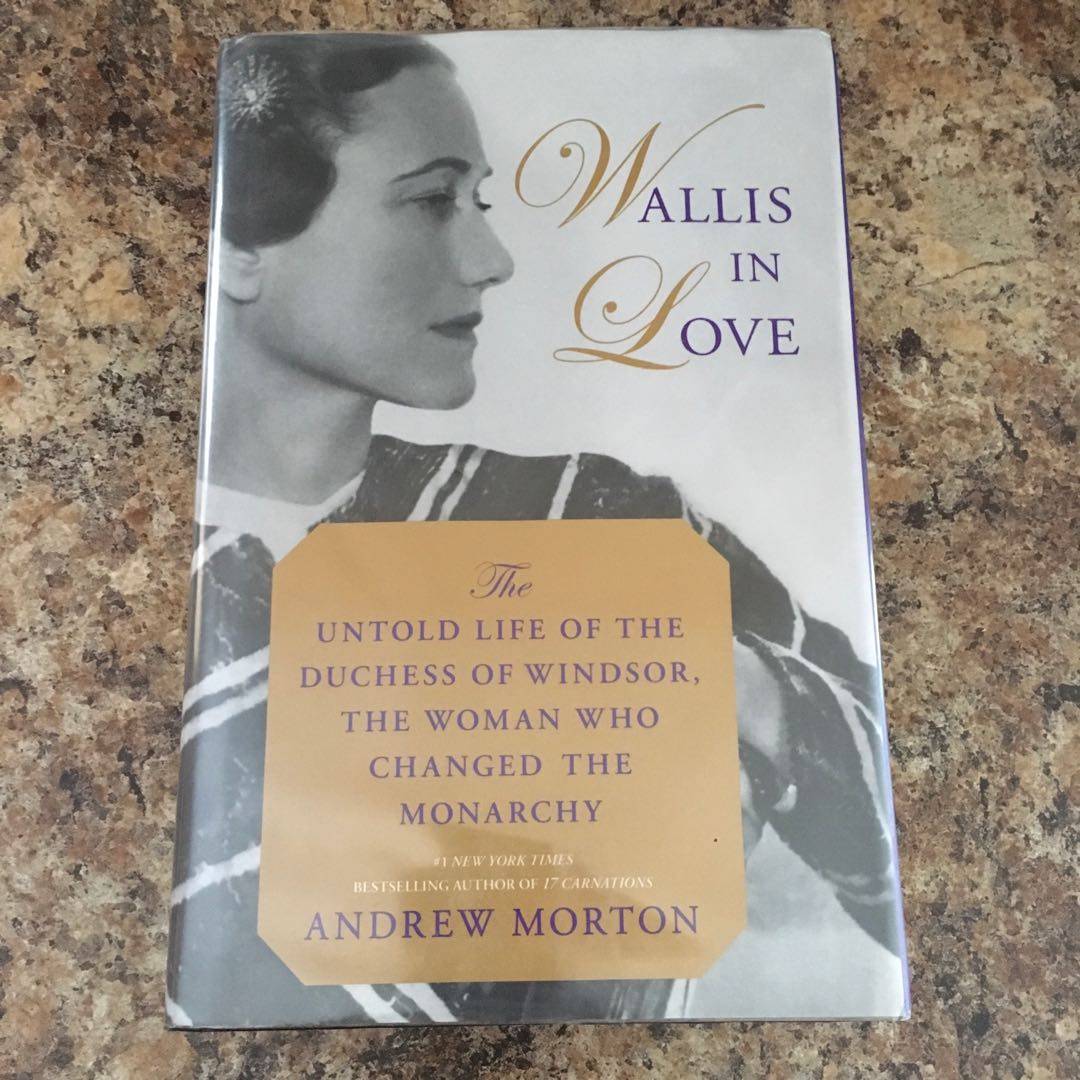 WALLIS
IN
LOVE
The
UNTOLD LIFE OF THE
DUCHESS OF WINDSOR,
THE WOMAN WHO
CHANGED THE
MONARCHY
#1 NEW YORK TIMES
BESTSELLING AUTHOR OF 17 CARNATIONS
ANDREW MORTON